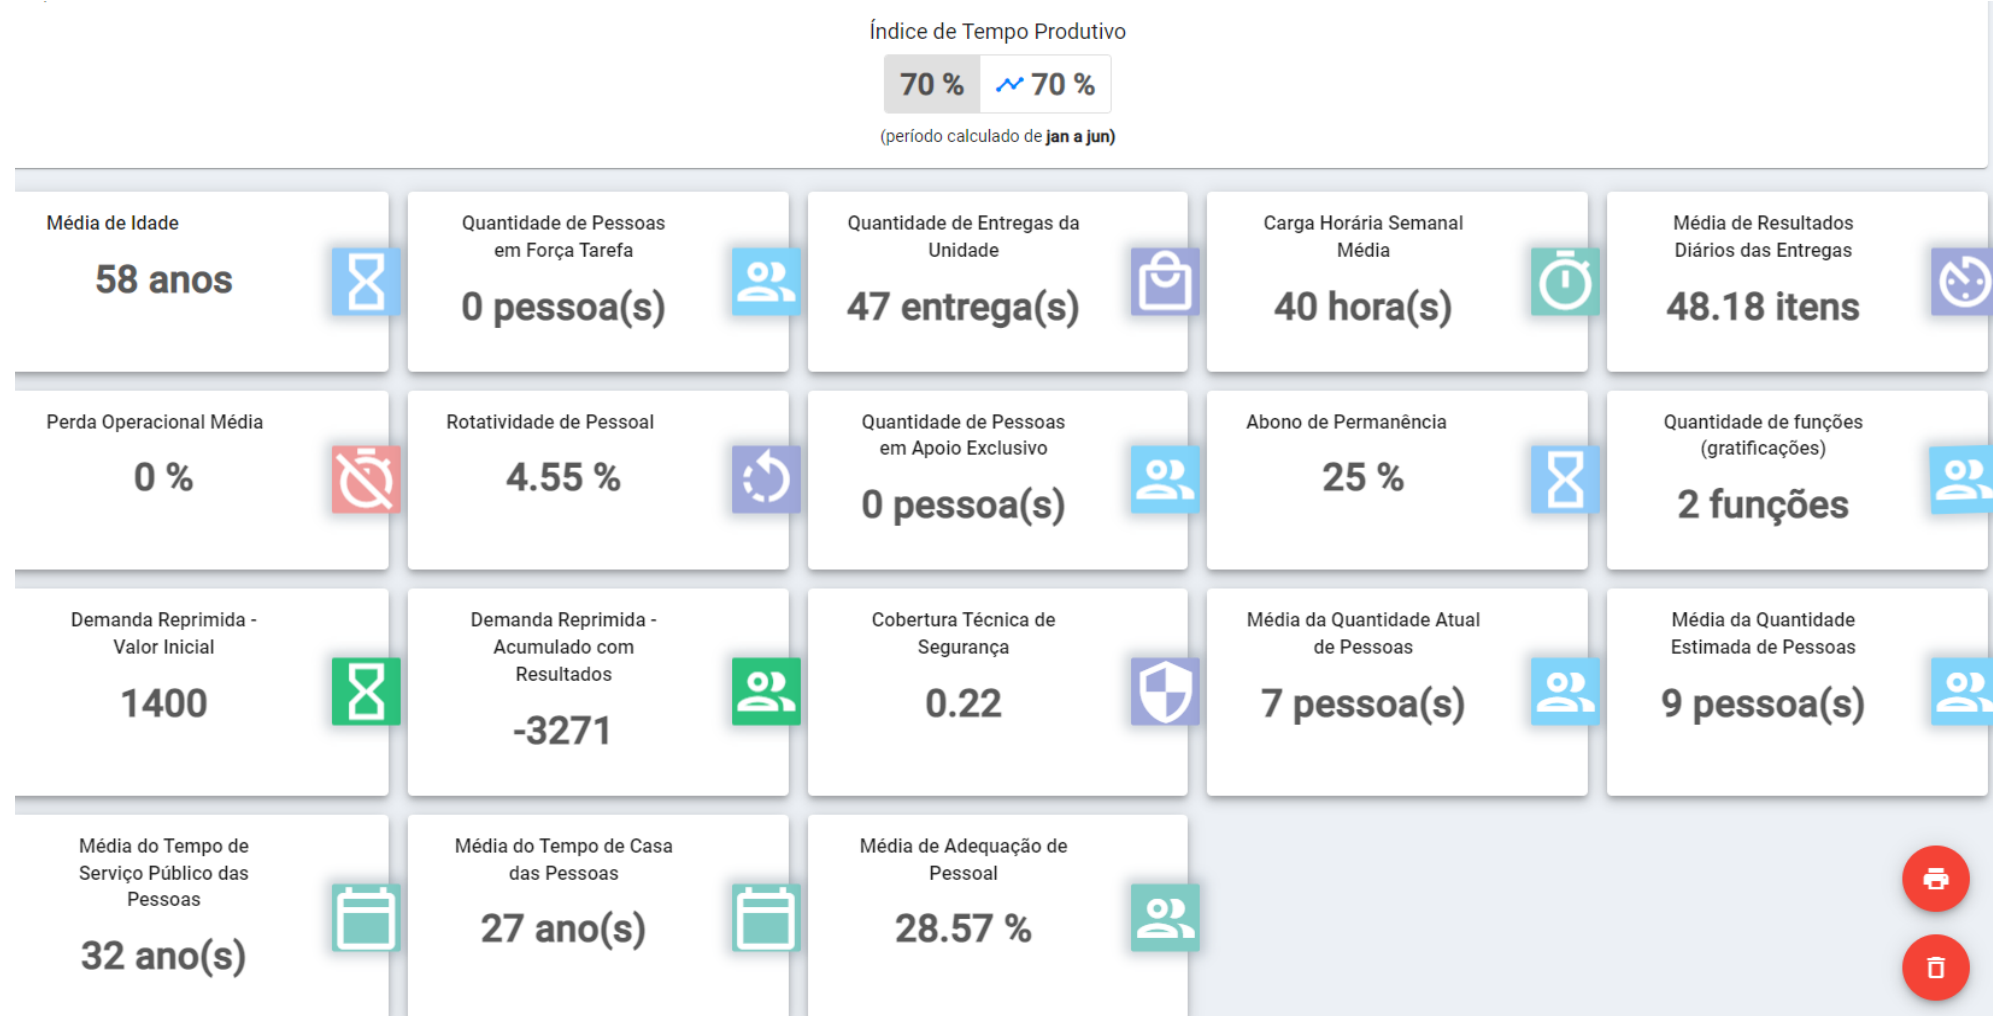 Índice de Tempo Produtivo
70 % 70 %
(período calculado de jan a jun)
Média de Idade
58 anos
Quantidade de Pessoas
em Força Tarefa
0 pessoa(s)
Quantidade de Entregas da
Unidade
47 entrega(s)
Carga Horária Semanal
Média
40 hora(s)
Média de Resultados
Diários das Entregas
48.18 itens
Perda Operacional Média
0 %
Rotatividade de Pessoal
4.55 %
Quantidade de Pessoas
em Apoio Exclusivo
0 pessoa(s)
Abono de Permanência
25 %
Quantidade de funções
(gratificações)
2 funções
Demanda Reprimida -
Valor Inicial
1400
Demanda Reprimida -
Acumulado com
Resultados
-3271
Cobertura Técnica de
Segurança
0.22
Média da Quantidade Atual
de Pessoas
7 pessoa(s)
Média da Quantidade
Estimada de Pessoas
9 pessoa(s)
Média do Tempo de
Serviço Público das
Pessoas
32 ano(s)
Média do Tempo de Casa
das Pessoas
27 ano(s)
Média de Adequação de
Pessoal
28.57 %